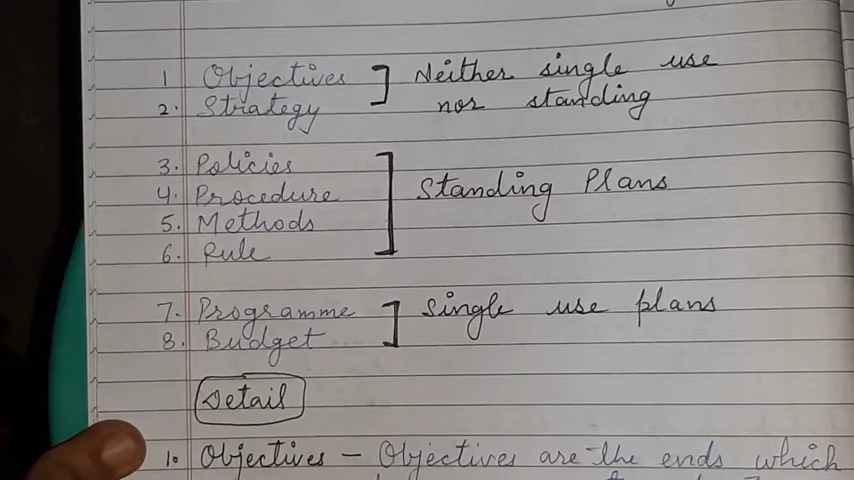 1 Objectives ] Neither single use
2. Strategy nor standing
3. Policies
4. Procedure ] Standing Plans
5. Methods
6. Rule
7. Programme ] Single use plans
8. Budget
Detail
1. Objectives - Objectives are the ends which